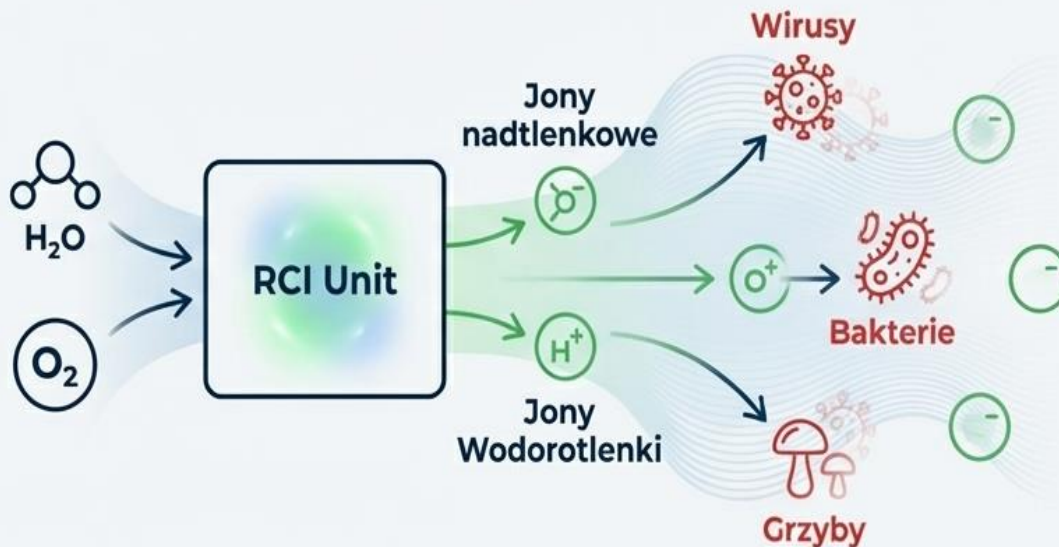 Wirusy
Jony
nadtlenkowe
H₂O
RCI Unit
O⁺
O₂
Bakterie
H⁺
Jony
Wodorotlenki
Grzyby